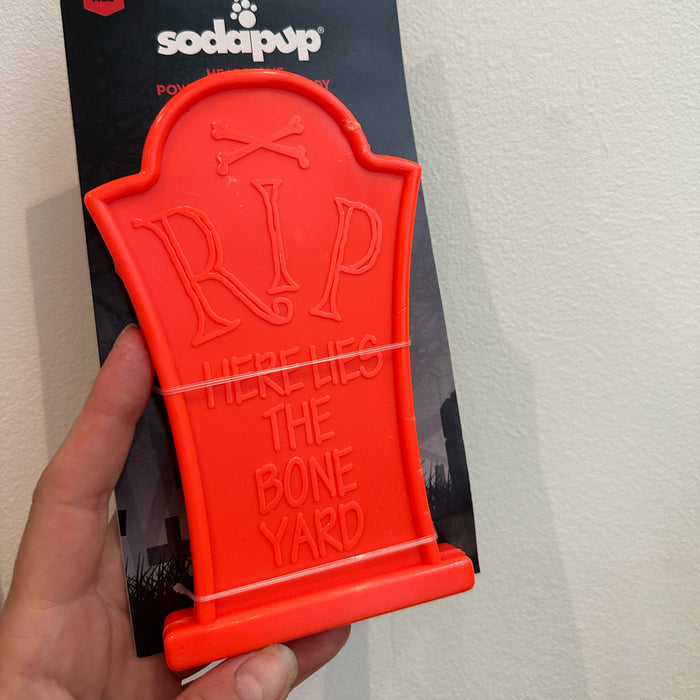 sodapup
RIP
HERE LIES
THE
BONE
YARD